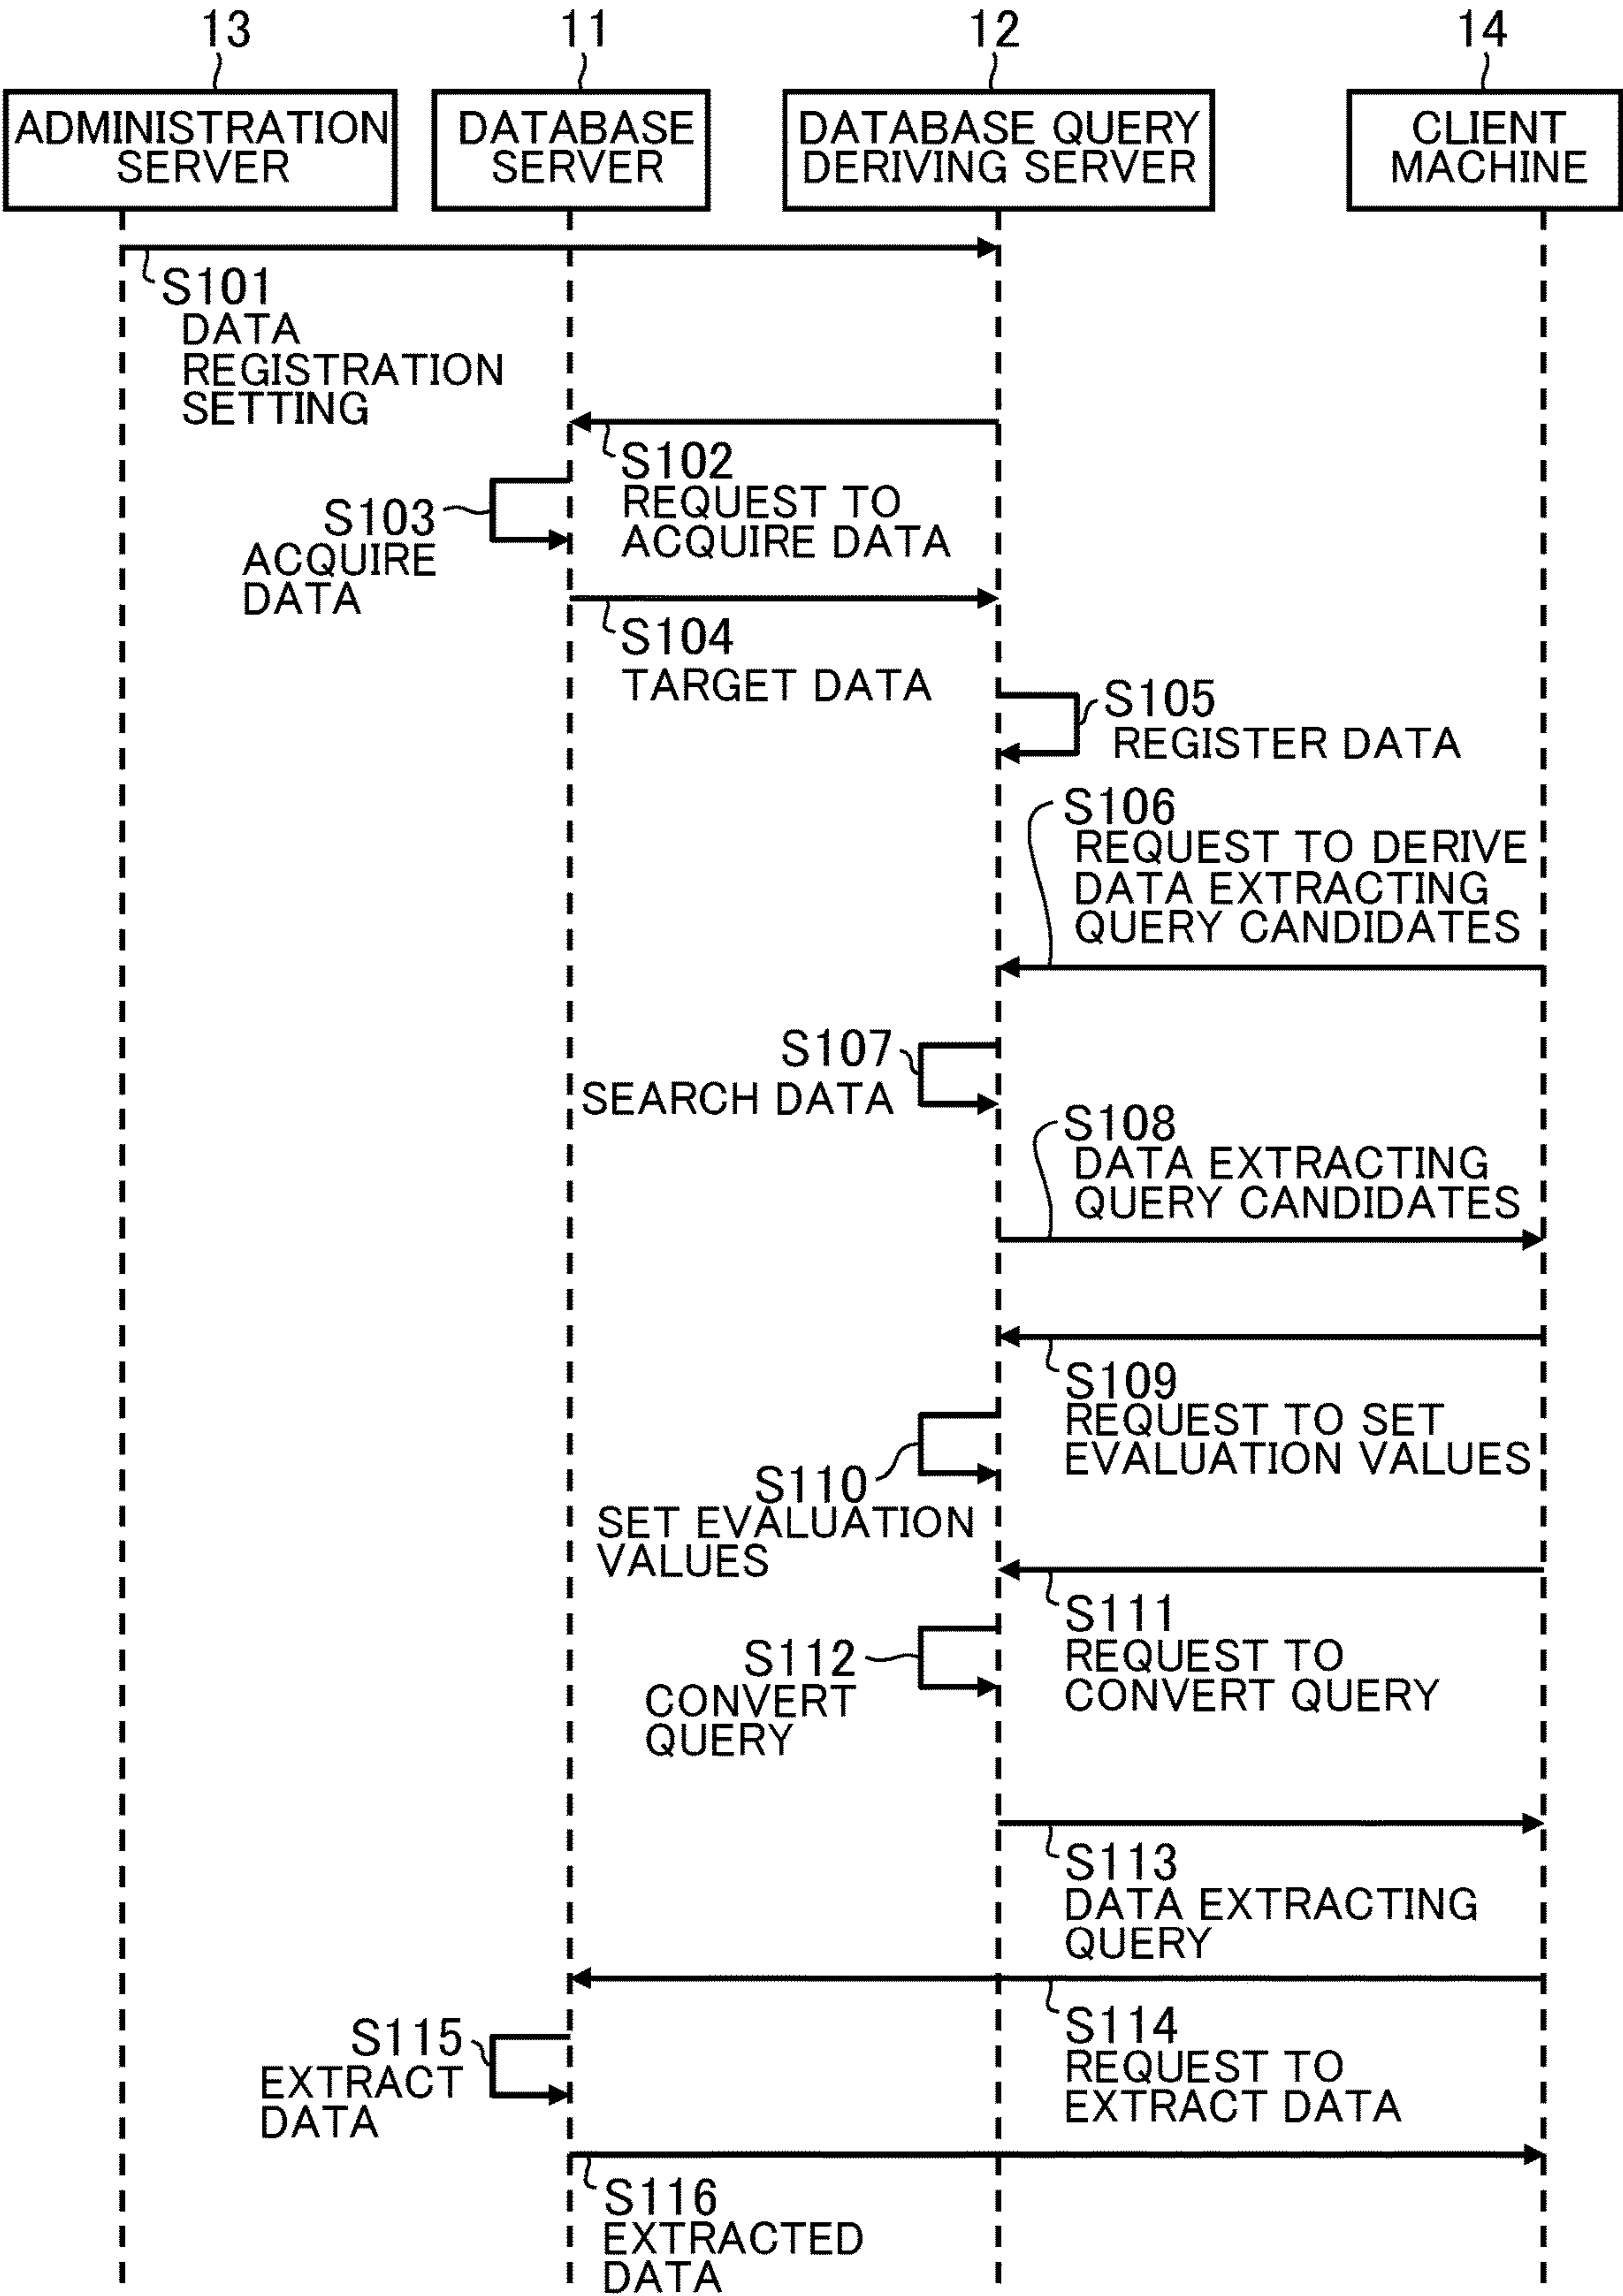 13
11
12
14
ADMINISTRATION
SERVER
DATABASE
SERVER
DATABASE QUERY
DERIVING SERVER
CLIENT
MACHINE
S101
DATA
REGISTRATION
SETTING
S102
REQUEST TO
ACQUIRE DATA
S103
ACQUIRE
DATA
S104
TARGET DATA
S105
REGISTER DATA
S106
REQUEST TO DERIVE
DATA EXTRACTING
QUERY CANDIDATES
S107
SEARCH DATA
S108
DATA EXTRACTING
QUERY CANDIDATES
S109
REQUEST TO SET
EVALUATION VALUES
S110
SET EVALUATION
VALUES
S111
REQUEST TO
CONVERT QUERY
S112
CONVERT
QUERY
S113
DATA EXTRACTING
QUERY
S114
REQUEST TO
EXTRACT DATA
S115
EXTRACT
DATA
S116
EXTRACTED
DATA